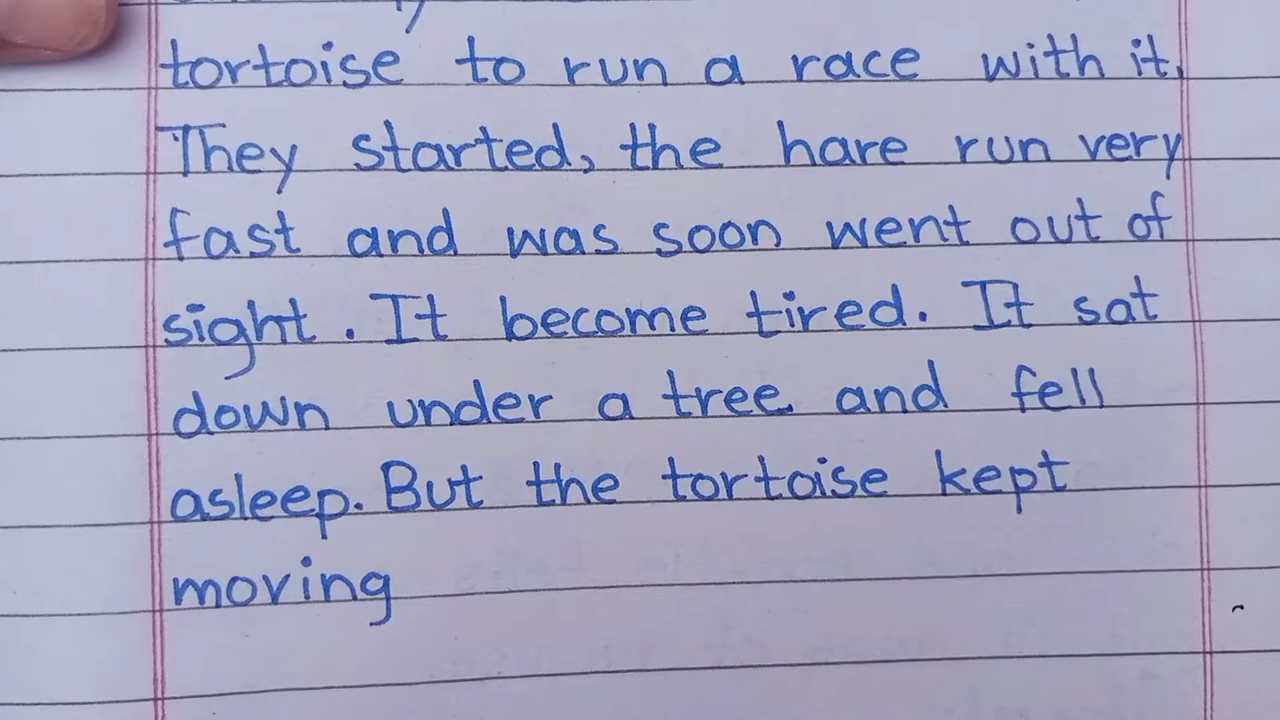 tortoise to run a race with it.
They started, the hare run very
fast and was soon went out of
sight. It become tired. It sat
down under a tree and fell
asleep. But the tortoise kept
moving